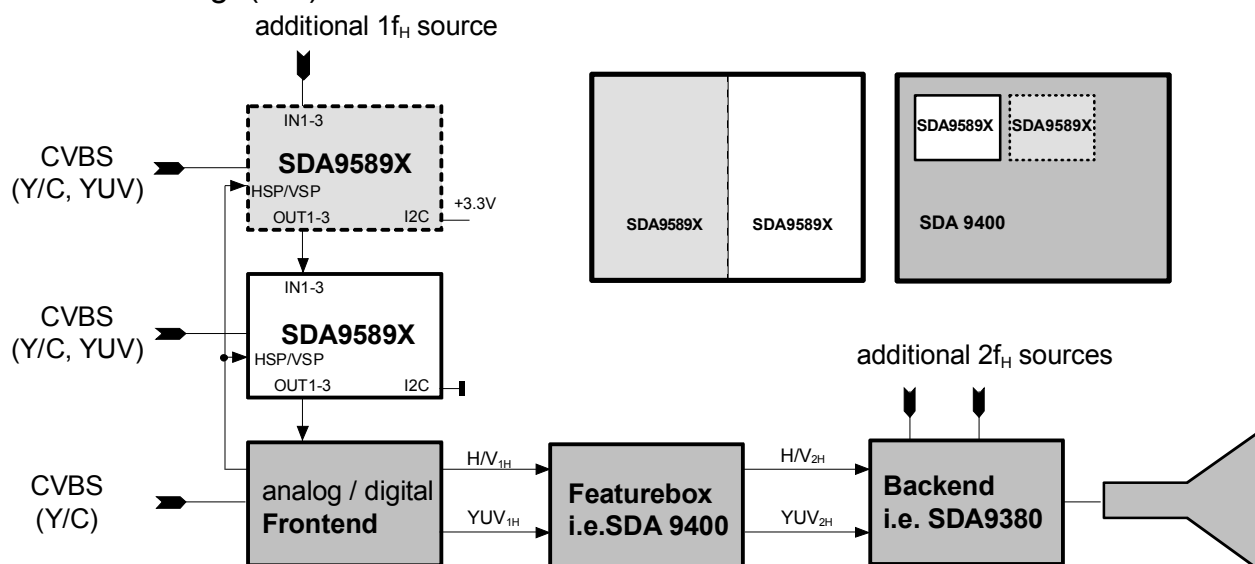 additional 1fH source
IN1-3
CVBS
(Y/C, YUV)
SDA9589X
HSP/VSP
OUT1-3
I2C
+3.3V
IN1-3
CVBS
(Y/C, YUV)
SDA9589X
HSP/VSP
OUT1-3
I2C
SDA9589X
SDA9589X
SDA9589X
SDA9589X
SDA 9400
additional 2fH sources
CVBS
(Y/C)
analog / digital
Frontend
H/V1H
YUV1H
Featurebox
i.e.SDA 9400
H/V2H
YUV2H
Backend
i.e. SDA9380